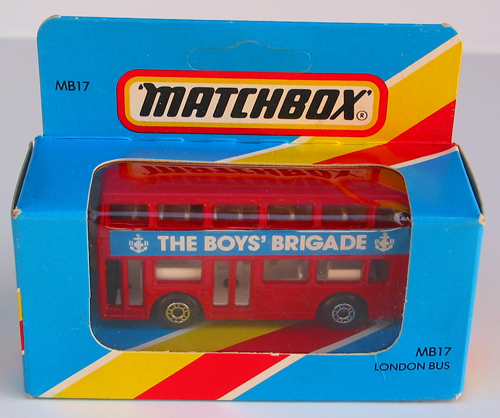 MB17
MATCHBOX®
THE BOYS' BRIGADE
MB17
LONDON BUS